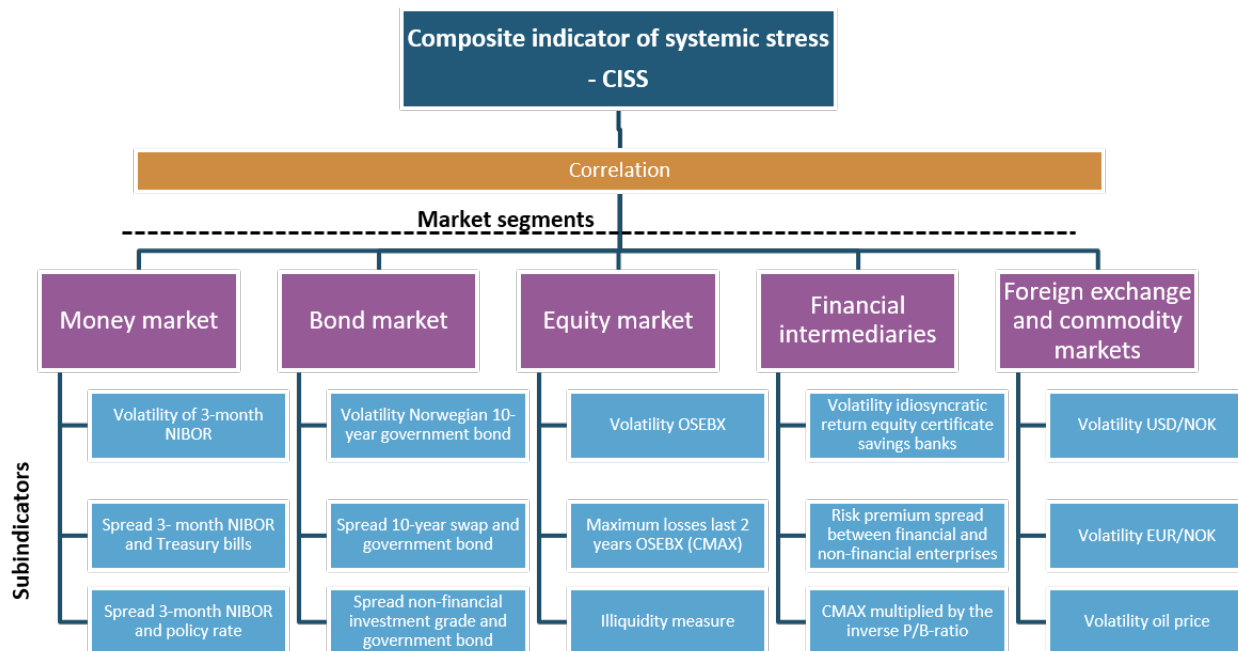 Composite indicator of systemic stress
- CISS
Correlation
Market segments
Money market
Bond market
Equity market
Financial
intermediaries
Foreign exchange
and commodity
markets
Subindicators
Volatility of 3-month
NIBOR
Volatility Norwegian 10-
year government bond
Volatility OSEBX
Volatility idiosyncratic
return equity certificate
savings banks
Volatility USD/NOK
Spread 3- month NIBOR
and Treasury bills
Spread 10-year swap and
government bond
Maximum losses last 2
years OSEBX (CMAX)
Risk premium spread
between financial and
non-financial enterprises
Volatility EUR/NOK
Spread 3-month NIBOR
and policy rate
Spread non-financial
investment grade and
government bond
Illiquidity measure
CMAX multiplied by the
inverse P/B-ratio
Volatility oil price